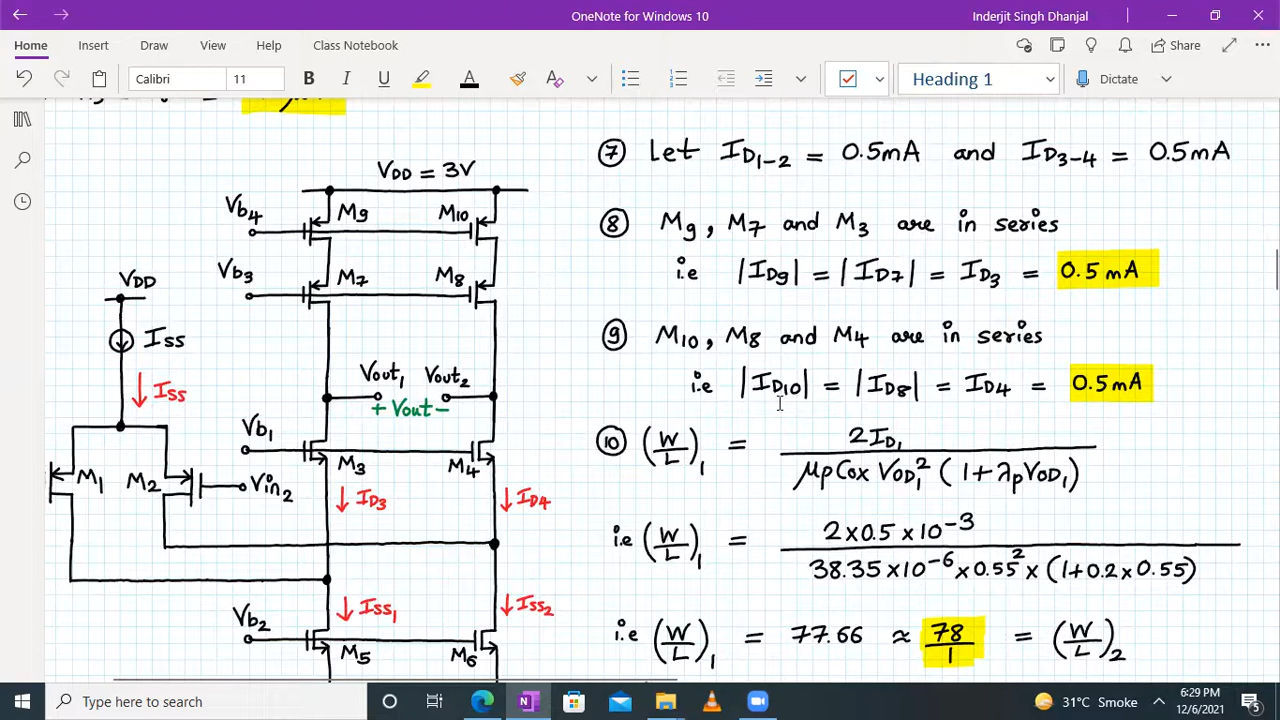 OneNote for Windows 10
Inderjit Singh Dhanjal
Home Insert Draw View Help Class Notebook
Share
Calibri 11 B I U A Heading 1 Dictate
VDD = 3V
Vb4 M9 M10
Vb3 M7 M8
VDD
ISS
ISS
Vout1 Vout2
+ Vout -
Vb1 M3 M4
M1 M2 Vin2
ID3 ID4
Vb2 ISS1 ISS2
M5 M6
⑦ Let ID1-2 = 0.5mA and ID3-4 = 0.5mA
⑧ M9, M7 and M3 are in series
i.e |ID9| = |ID7| = ID3 = 0.5 mA
⑨ M10, M8 and M4 are in series
i.e |ID10| = |ID8| = ID4 = 0.5mA
⑩ (W/L)1 = 2ID1 / μpCox VOD1² (1 + λp VOD1)
i.e (W/L)1 = 2 x 0.5 x 10⁻³ / 38.35 x 10⁻⁶ x 0.55² x (1 + 0.2 x 0.55)
i.e (W/L)1 = 77.66 ≈ 78/1 = (W/L)2
Type here to search
31°C Smoke
6:29 PM
12/6/2021
5